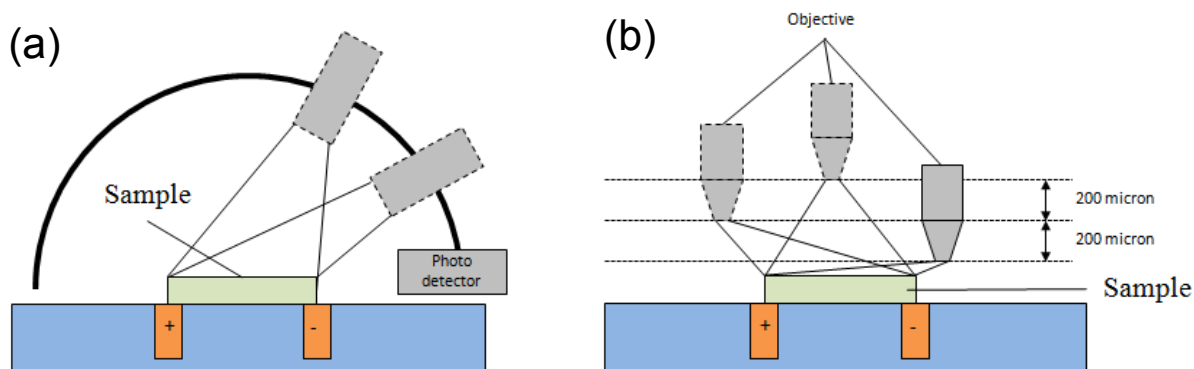 (a)
Sample
Photo
detector
+
-
(b)
Objective
200 micron
200 micron
Sample
+
-